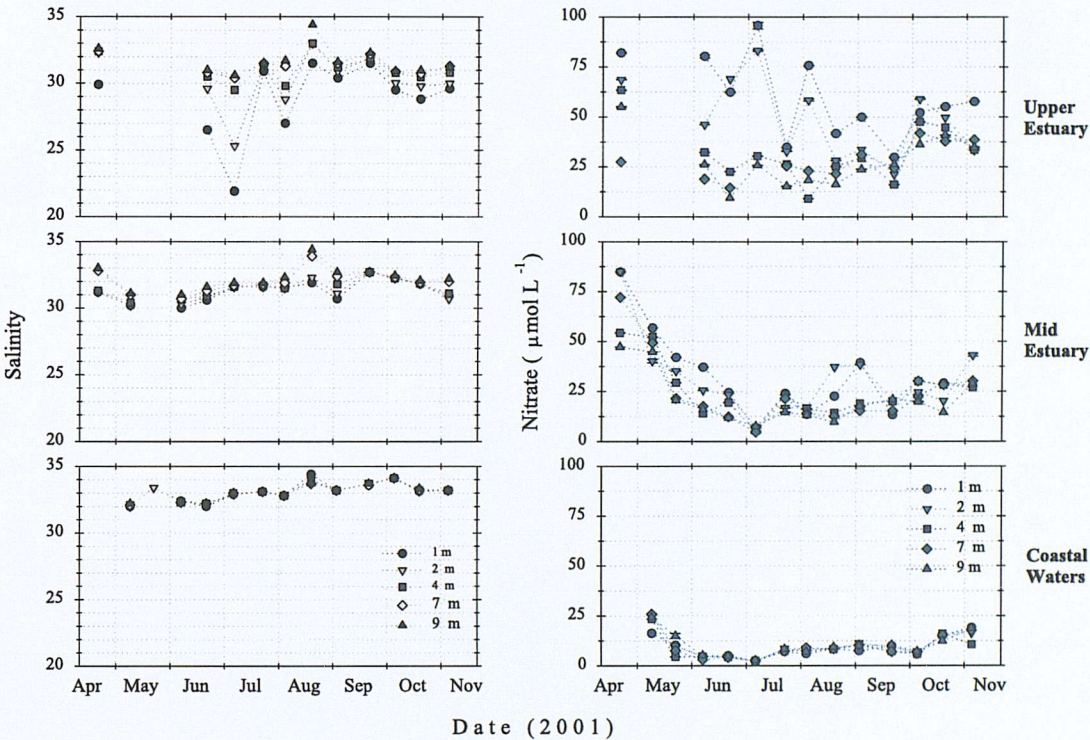 35
30
25
20
100
75
50
25
0
Upper
Estuary
35
30
25
20
100
75
50
25
0
Mid
Estuary
Salinity
Nitrate ( μmol L -1 )
35
30
25
20
1 m
2 m
4 m
7 m
9 m
100
75
50
25
0
1 m
2 m
4 m
7 m
9 m
Coastal
Waters
Apr May Jun Jul Aug Sep Oct Nov
Apr May Jun Jul Aug Sep Oct Nov
Date (2001)